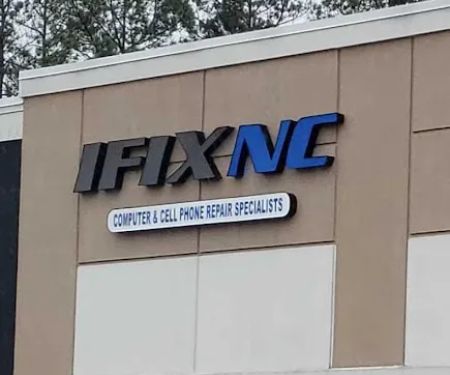 IFIXNC
COMPUTER & CELL PHONE REPAIR SPECIALISTS